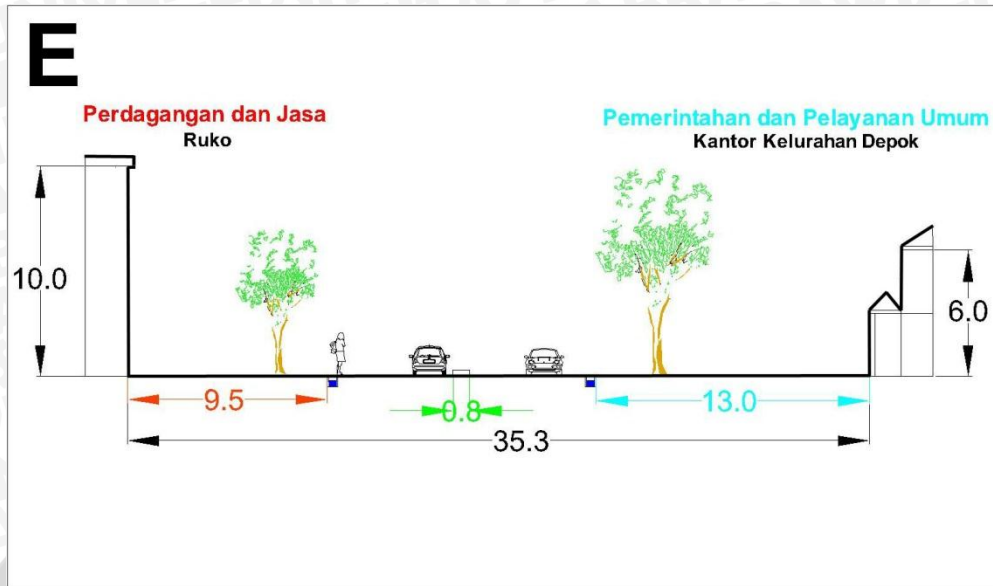 E
Perdagangan dan Jasa
Ruko
Pemerintahan dan Pelayanan Umum
Kantor Kelurahan Depok
10.0
6.0
9.5
0.8
13.0
35.3